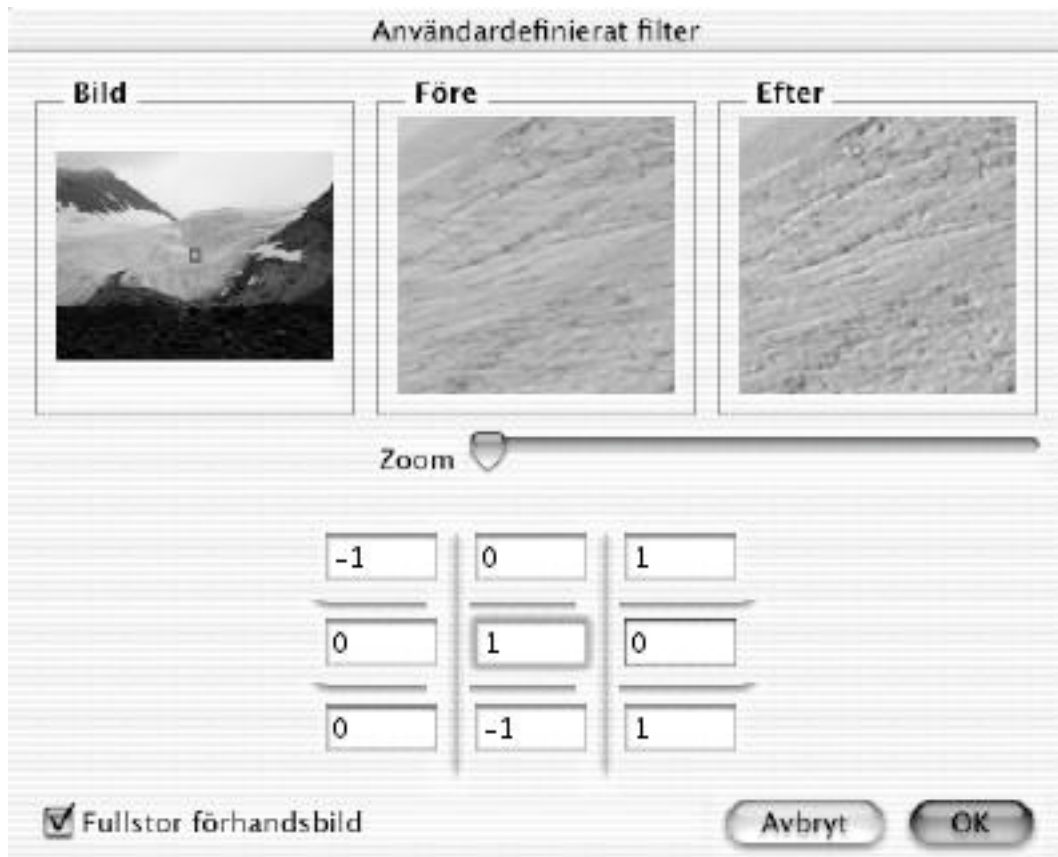 Användardefinierat filter
Bild Före Efter
Zoom
-1 0 1
0 1 0
0 -1 1
Fullstor förhandsbild Avbryt OK